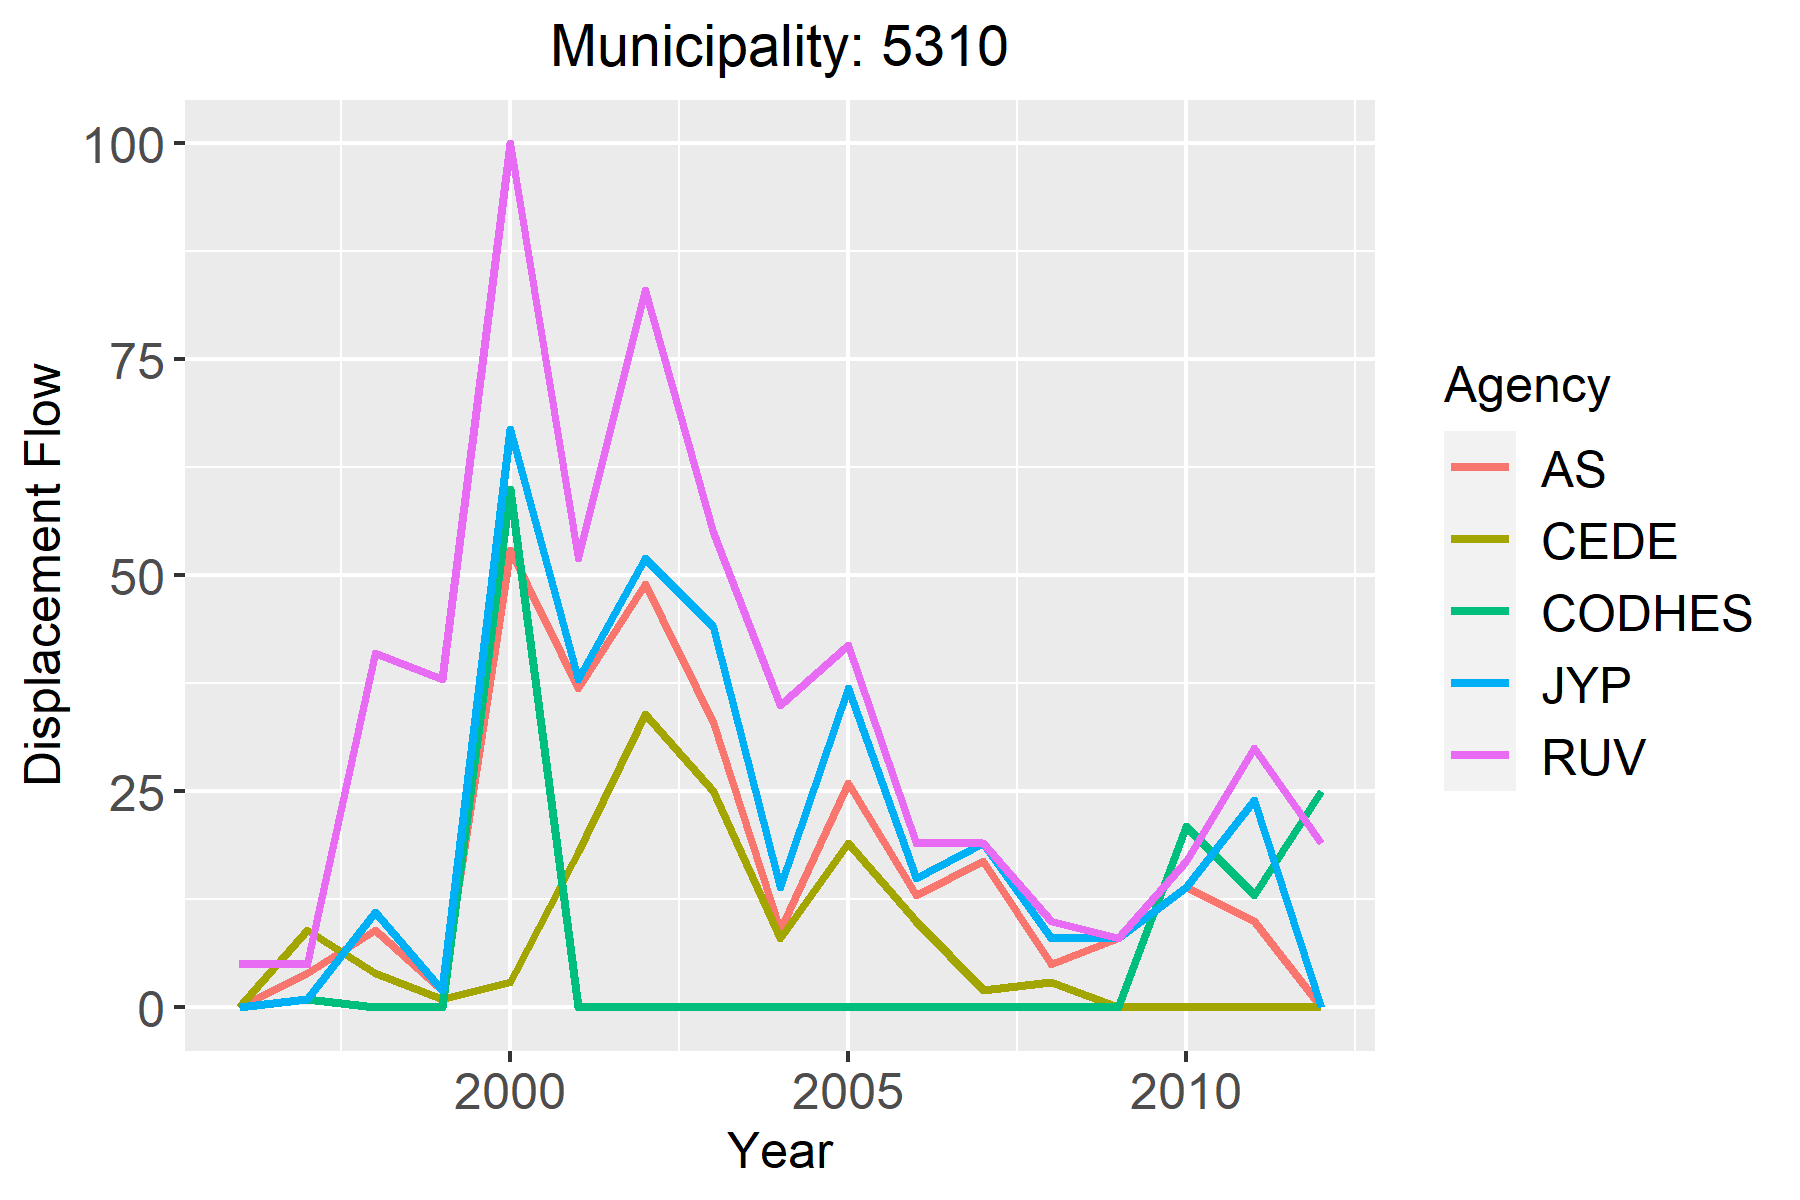 Municipality: 5310
100
75
50
25
0
Displacement Flow
2000
2005
2010
Year
Agency
AS
CEDE
CODHES
JYP
RUV